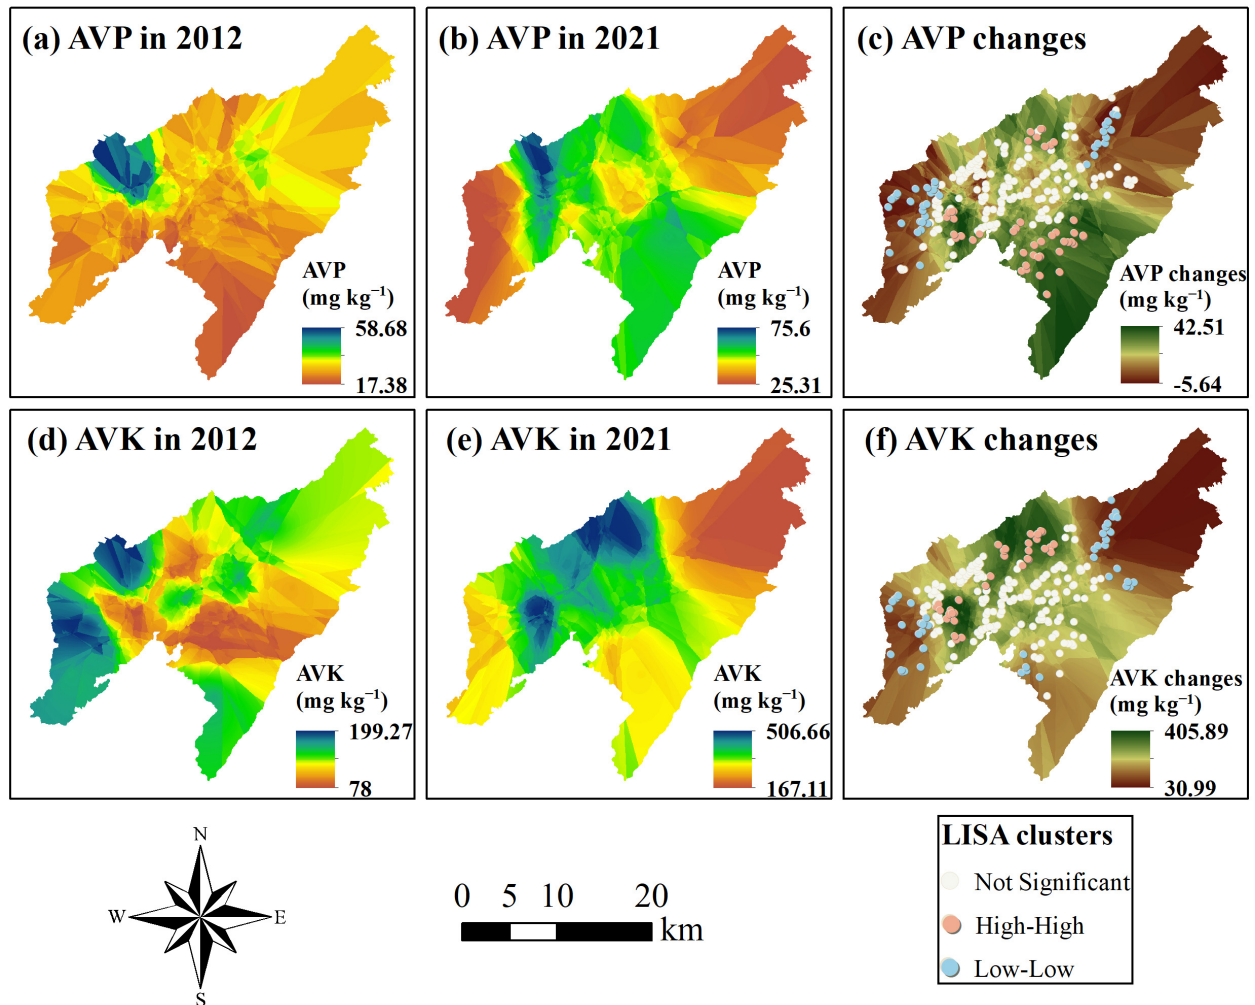 (a) AVP in 2012
AVP
(mg kg⁻¹)
58.68
17.38
(b) AVP in 2021
AVP
(mg kg⁻¹)
75.6
25.31
(c) AVP changes
AVP changes
(mg kg⁻¹)
42.51
-5.64
(d) AVK in 2012
AVK
(mg kg⁻¹)
199.27
78
(e) AVK in 2021
AVK
(mg kg⁻¹)
506.66
167.11
(f) AVK changes
AVK changes
(mg kg⁻¹)
405.89
30.99
N
W E
S
0 5 10 20
km
LISA clusters
Not Significant
High-High
Low-Low